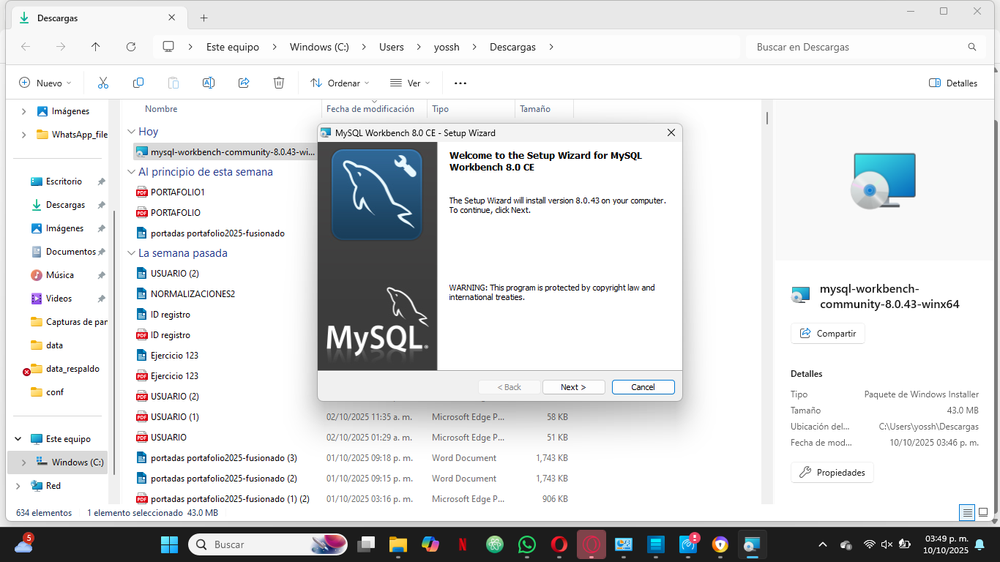 Descargas
Este equipo
Windows (C:)
Users
yossh
Descargas
Buscar en Descargas
Nuevo
Ordenar
Ver
Detalles
Imágenes
WhatsApp_file
Escritorio
Descargas
Imágenes
Documentos
Música
Videos
Capturas de par
data
data_respaldo
conf
Este equipo
Windows (C:)
Red
Nombre
Fecha de modificación
Tipo
Tamaño
Hoy
mysql-workbench-community-8.0.43-wi...
Al principio de esta semana
PORTAFOLIO1
PORTAFOLIO
portadas portafolio2025-fusionado
La semana pasada
USUARIO (2)
NORMALIZACIONES2
ID registro
ID registro
Ejercicio 123
Ejercicio 123
USUARIO (2)
USUARIO (1) 02/10/2025 11:35 a. m. Microsoft Edge P... 58 KB
USUARIO 02/10/2025 01:29 a. m. Microsoft Edge P... 51 KB
portadas portafolio2025-fusionado (3) 01/10/2025 09:18 p. m. Word Document 1,743 KB
portadas portafolio2025-fusionado (2) 01/10/2025 09:15 p. m. Word Document 1,743 KB
portadas portafolio2025-fusionado (1) (2) 01/10/2025 03:16 p. m. Microsoft Edge P... 906 KB
MySQL Workbench 8.0 CE - Setup Wizard
Welcome to the Setup Wizard for MySQL
Workbench 8.0 CE
The Setup Wizard will install version 8.0.43 on your computer.
To continue, click Next.
WARNING: This program is protected by copyright law and
international treaties.
MySQL®
< Back
Next >
Cancel
mysql-workbench-
community-8.0.43-winx64
Compartir
Detalles
Tipo Paquete de Windows Installer
Tamaño 43.0 MB
Ubicación del... C:\Users\yossh\Descargas
Fecha de mod... 10/10/2025 03:46 p. m.
Propiedades
634 elementos
1 elemento seleccionado 43.0 MB
5
Buscar
03:49 p. m.
10/10/2025